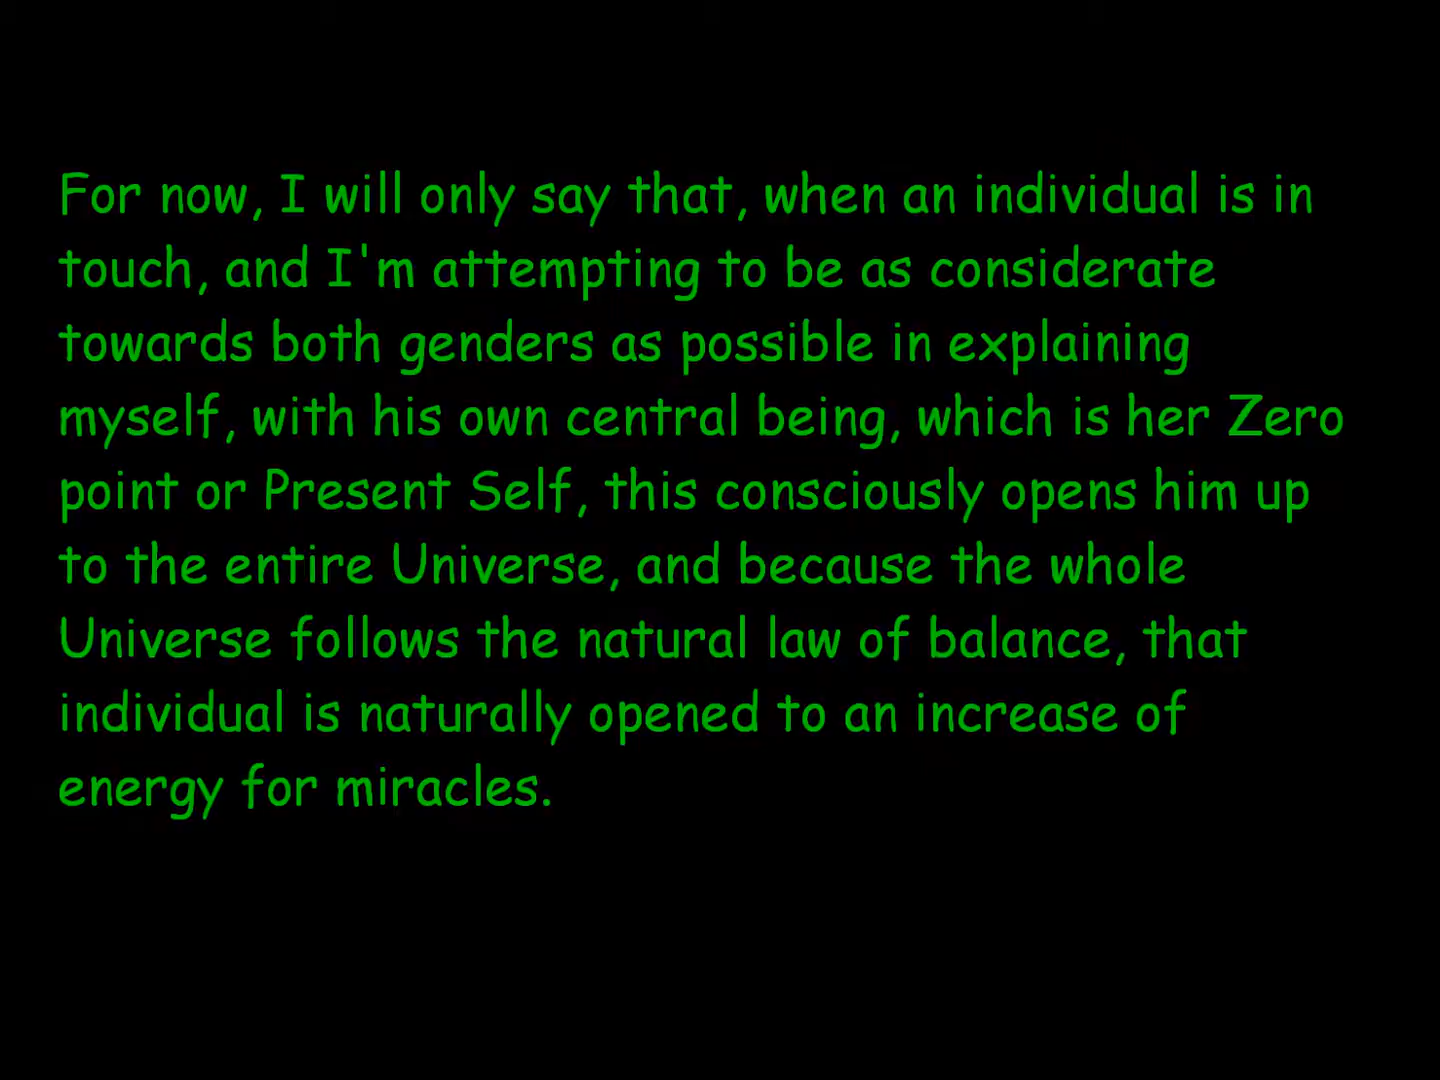 For now, I will only say that, when an individual is in
touch, and I'm attempting to be as considerate
towards both genders as possible in explaining
myself, with his own central being, which is her Zero
point or Present Self, this consciously opens him up
to the entire Universe, and because the whole
Universe follows the natural law of balance, that
individual is naturally opened to an increase of
energy for miracles.